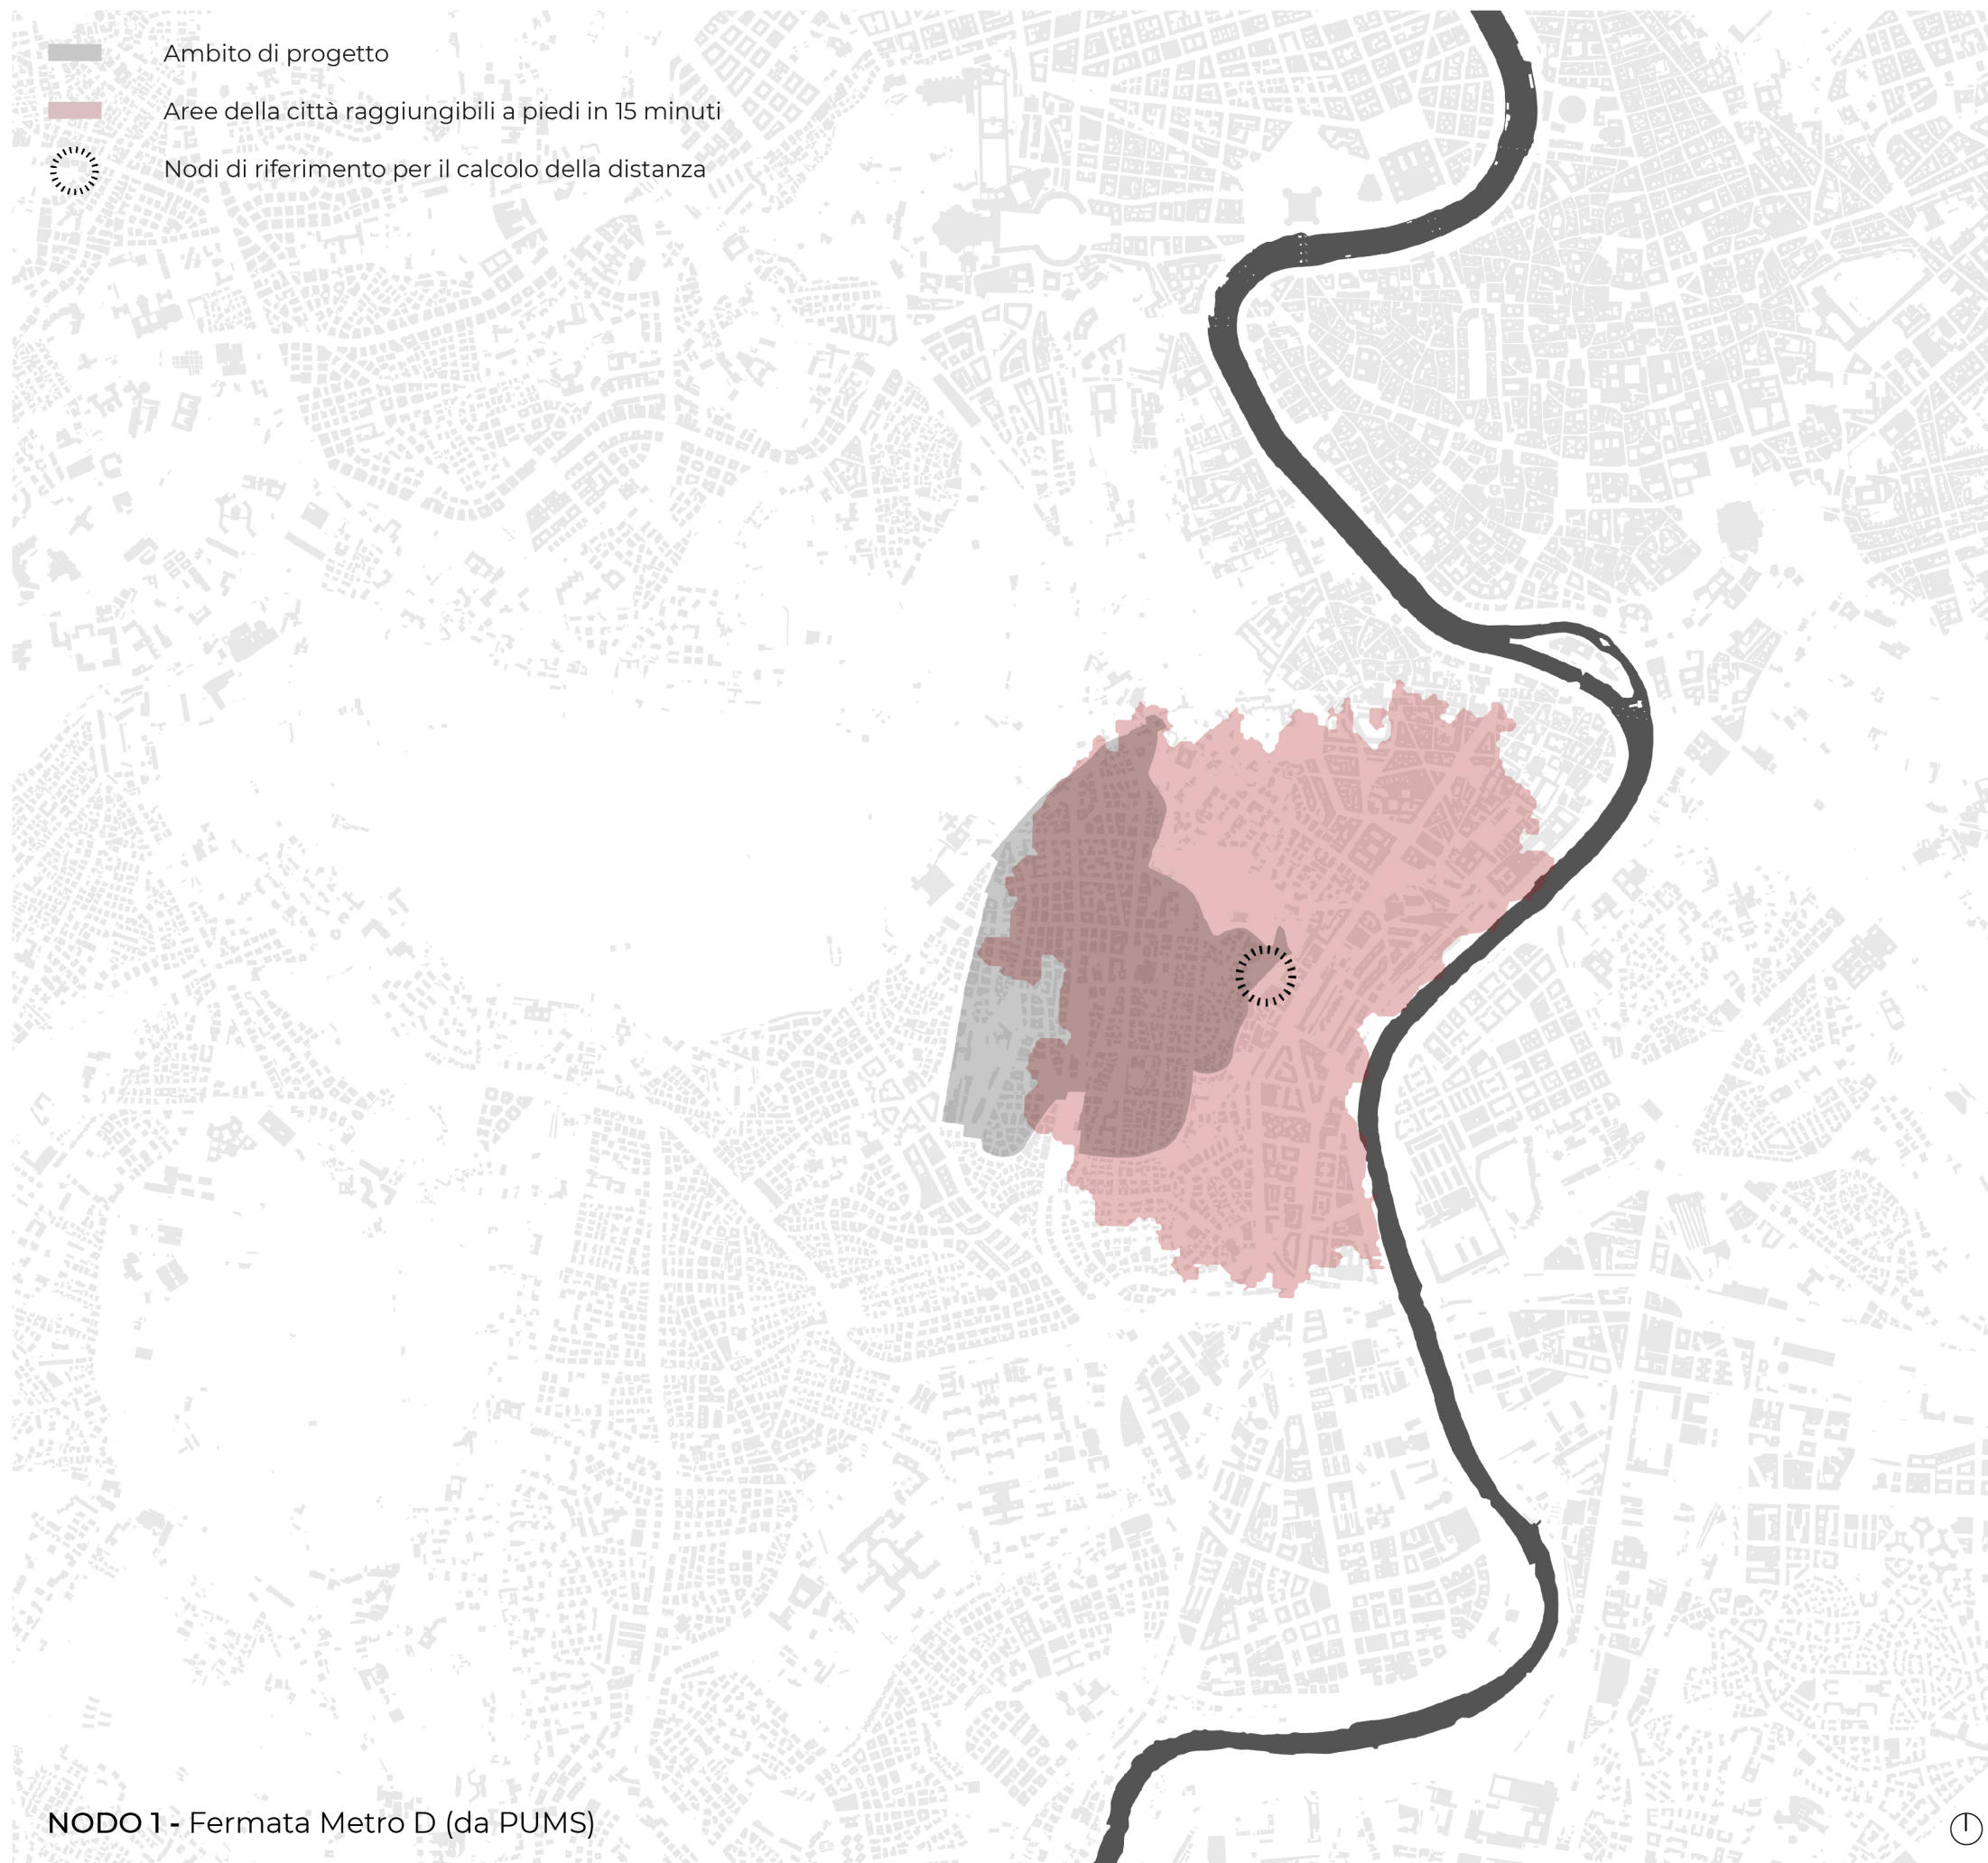 Ambito di progetto
Aree della città raggiungibili a piedi in 15 minuti
Nodi di riferimento per il calcolo della distanza
NODO 1 - Fermata Metro D (da PUMS)